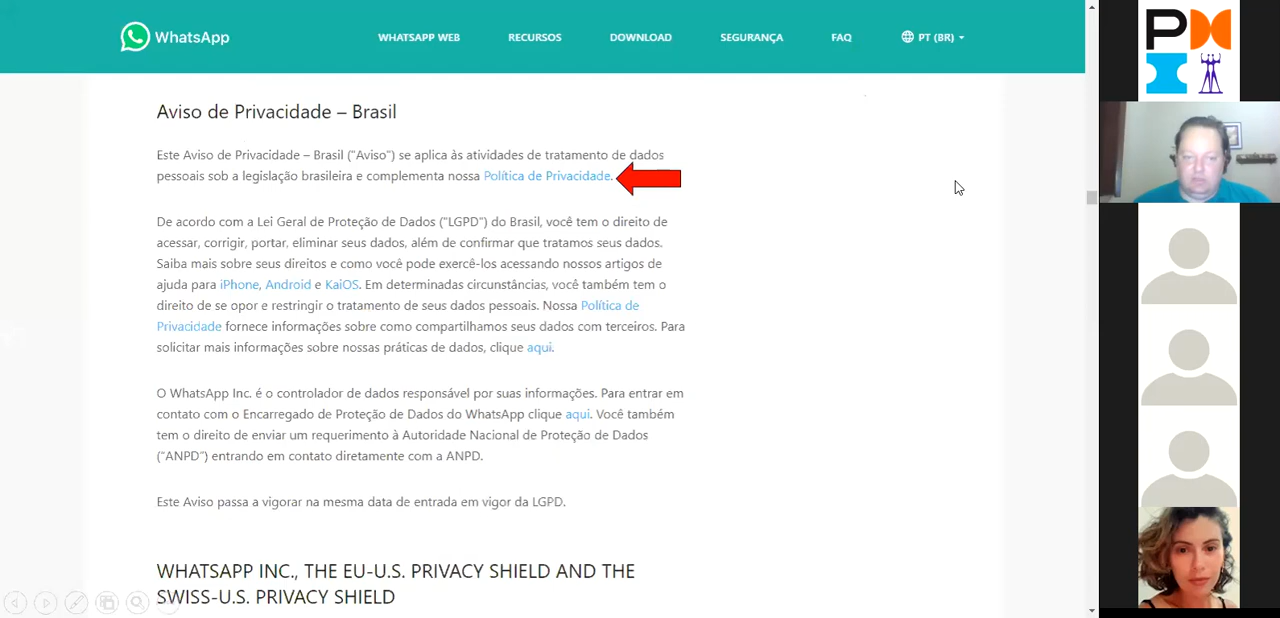 WhatsApp
WHATSAPP WEB RECURSOS DOWNLOAD SEGURANÇA FAQ PT (BR)
Aviso de Privacidade – Brasil
Este Aviso de Privacidade – Brasil (“Aviso”) se aplica às atividades de tratamento de dados
pessoais sob a legislação brasileira e complementa nossa Política de Privacidade.
De acordo com a Lei Geral de Proteção de Dados (“LGPD”) do Brasil, você tem o direito de
acessar, corrigir, portar, eliminar seus dados, além de confirmar que tratamos seus dados.
Saiba mais sobre seus direitos e como você pode exercê-los acessando nossos artigos de
ajuda para iPhone, Android e KaiOS. Em determinadas circunstâncias, você também tem o
direito de se opor e restringir o tratamento de seus dados pessoais. Nossa Política de
Privacidade fornece informações sobre como compartilhamos seus dados com terceiros. Para
solicitar mais informações sobre nossas práticas de dados, clique aqui.
O WhatsApp Inc. é o controlador de dados responsável por suas informações. Para entrar em
contato com o Encarregado de Proteção de Dados do WhatsApp clique aqui. Você também
tem o direito de enviar um requerimento à Autoridade Nacional de Proteção de Dados
(“ANPD”) entrando em contato diretamente com a ANPD.
Este Aviso passa a vigorar na mesma data de entrada em vigor da LGPD.
WHATSAPP INC., THE EU-U.S. PRIVACY SHIELD AND THE
SWISS-U.S. PRIVACY SHIELD